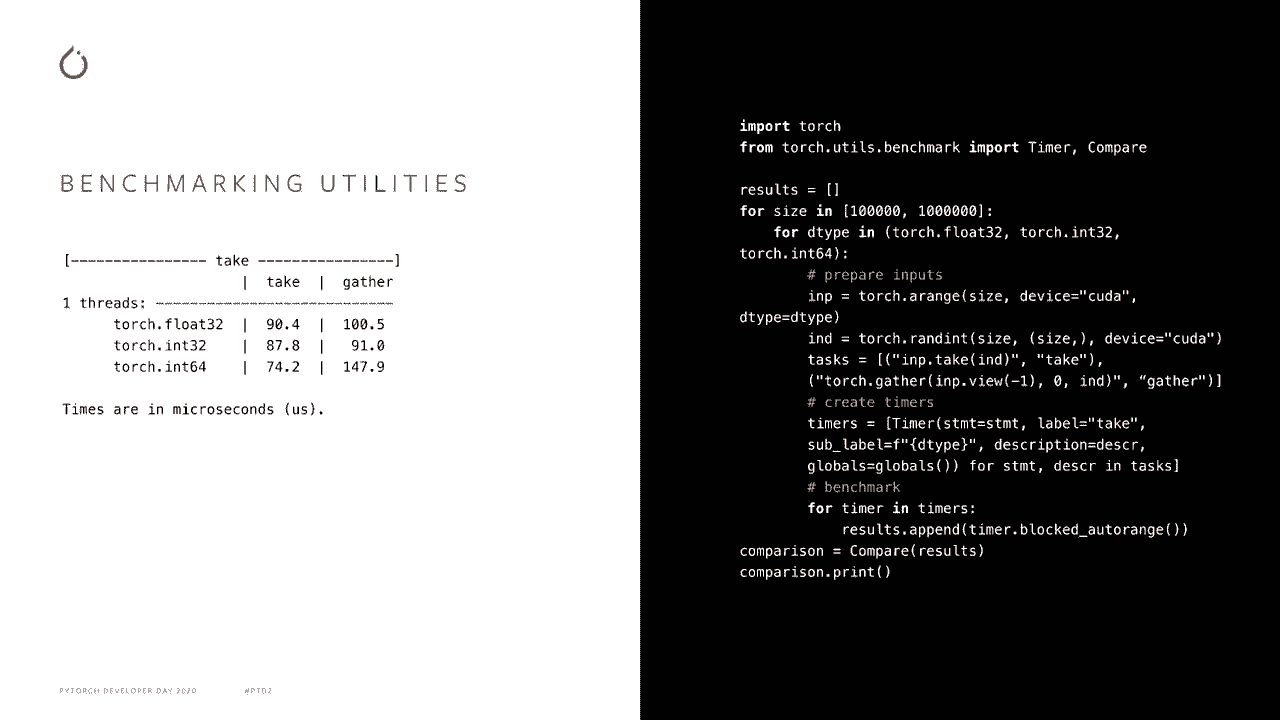 BENCHMARKING UTILITIES
[---------------- take ----------------]
| take | gather
1 threads: ----------------------------
torch.float32 | 90.4 | 100.5
torch.int32 | 87.8 | 91.0
torch.int64 | 74.2 | 147.9
Times are in microseconds (us).
PYTORCH DEVELOPER DAY 2020 #PTD2
import torch
from torch.utils.benchmark import Timer, Compare
results = []
for size in [100000, 1000000]:
for dtype in (torch.float32, torch.int32,
torch.int64):
# prepare inputs
inp = torch.arange(size, device="cuda",
dtype=dtype)
ind = torch.randint(size, (size,), device="cuda")
tasks = [("inp.take(ind)", "take"),
("torch.gather(inp.view(-1), 0, ind)", “gather")]
# create timers
timers = [Timer(stmt=stmt, label="take",
sub_label=f"{dtype}", description=descr,
globals=globals()) for stmt, descr in tasks]
# benchmark
for timer in timers:
results.append(timer.blocked_autorange())
comparison = Compare(results)
comparison.print()